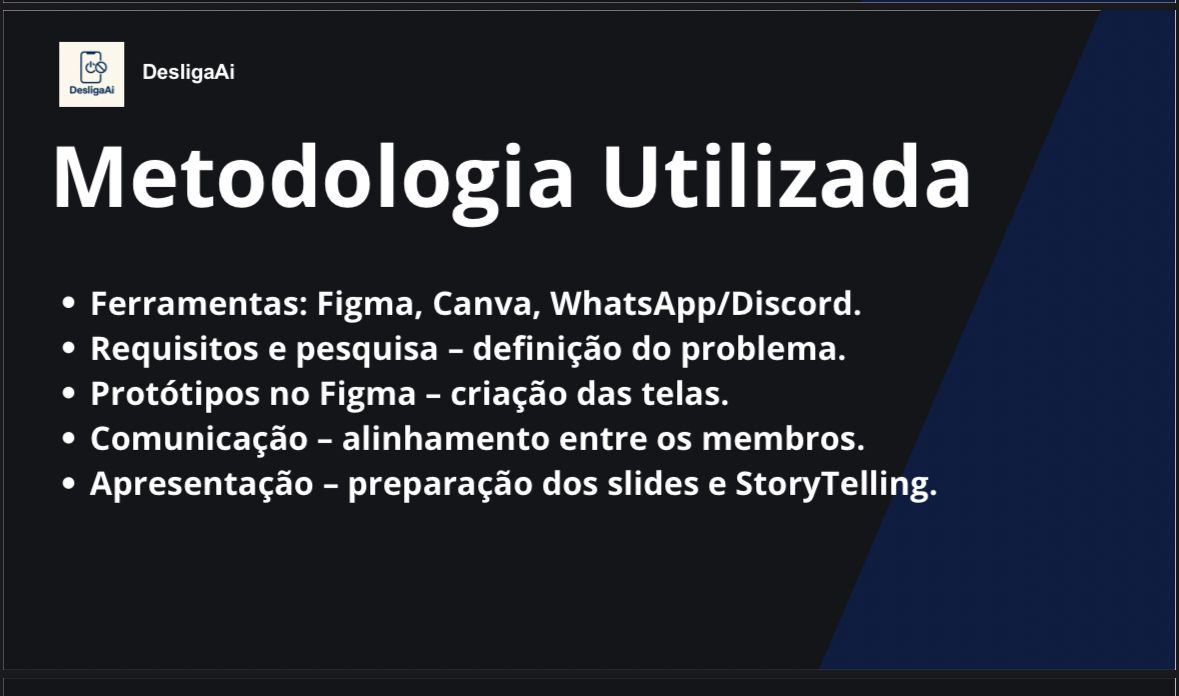 DesligaAi
DesligaAi
Metodologia Utilizada
• Ferramentas: Figma, Canva, WhatsApp/Discord.
• Requisitos e pesquisa – definição do problema.
• Protótipos no Figma – criação das telas.
• Comunicação – alinhamento entre os membros.
• Apresentação – preparação dos slides e StoryTelling.